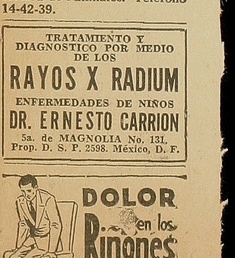 14-42-39.
TRATAMIENTO Y
DIAGNOSTICO POR MEDIO
DE LOS
RAYOS X RADIUM
ENFERMEDADES DE NIÑOS
DR. ERNESTO CARRION
5a. de MAGNOLIA No. 131,
Prop. D. S. P. 2598. México, D. F.
DOLOR
en los
Riñones